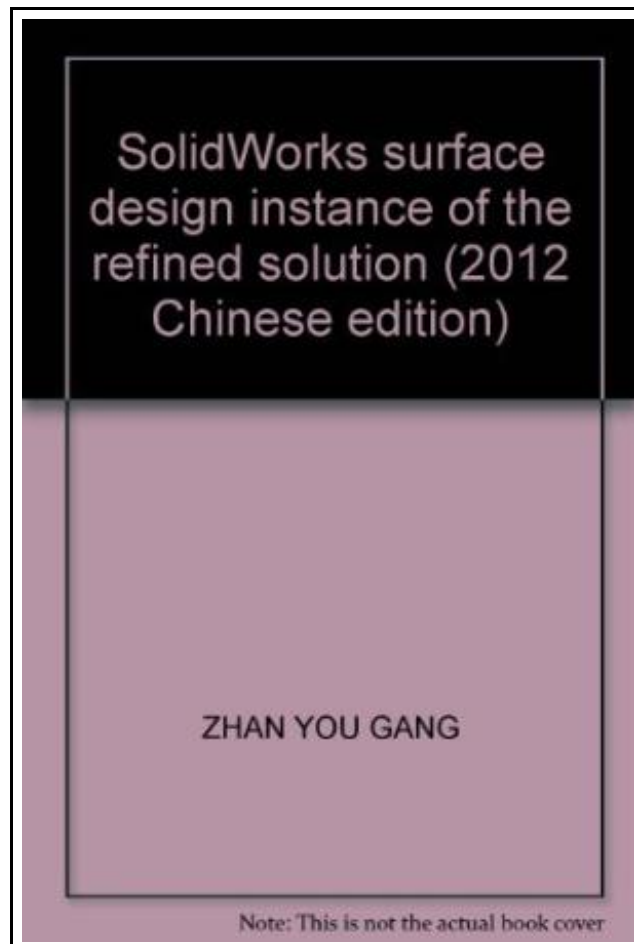 SolidWorks surface
design instance of the
refined solution (2012
Chinese edition)
ZHAN YOU GANG
Note: This is not the actual book cover